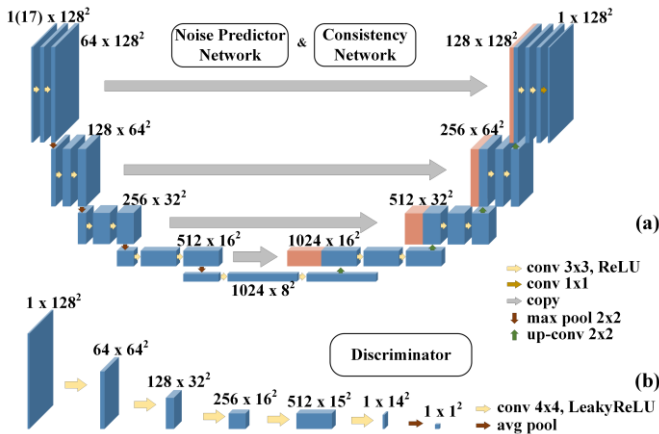 1(17) x 128²
64 x 128²
Noise Predictor Network & Consistency Network
128 x 128²
1 x 128²
128 x 64²
256 x 64²
256 x 32²
512 x 32²
512 x 16²
1024 x 16²
1024 x 8²
(a)
conv 3x3, ReLU
conv 1x1
copy
max pool 2x2
up-conv 2x2
1 x 128²
64 x 64²
128 x 32²
256 x 16²
512 x 15²
1 x 14²
1 x 1²
Discriminator
(b)
conv 4x4, LeakyReLU
avg pool